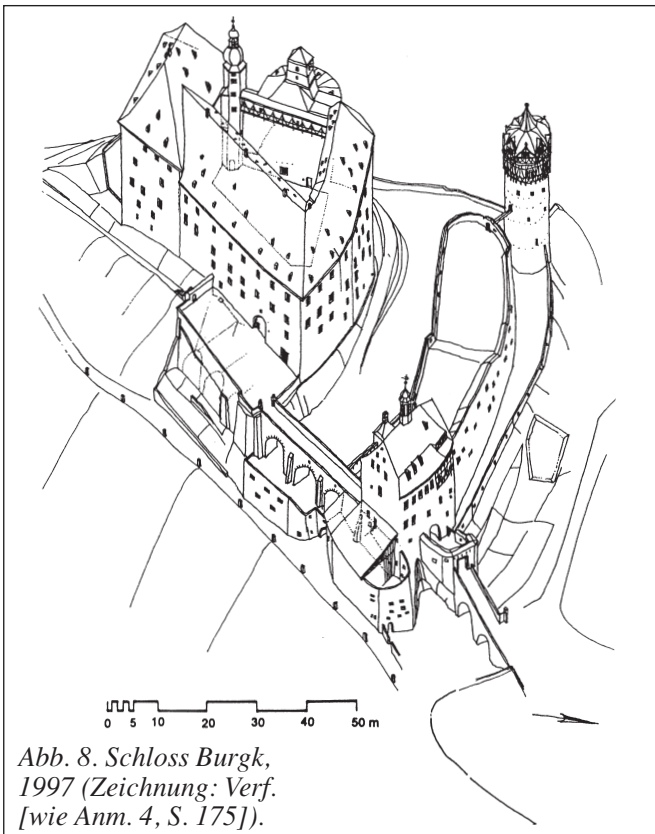 0 5 10 20 30 40 50 m
Abb. 8. Schloss Burgk,
1997 (Zeichnung: Verf.
[wie Anm. 4, S. 175]).